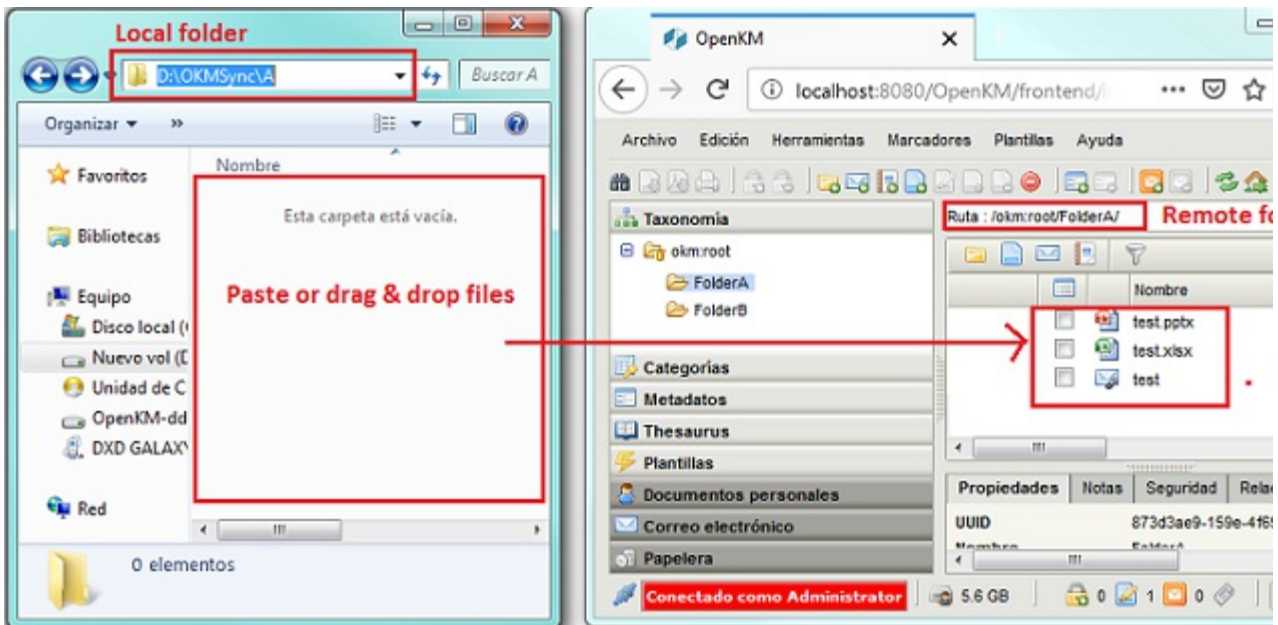 Local folder
D:\OKMSync\A
Buscar A
Organizar
»
Nombre
Favoritos
Esta carpeta está vacía.
Bibliotecas
Paste or drag & drop files
Equipo
Disco local (
Nuevo vol (D
Unidad de C
OpenKM-dd
DXD GALAXY
Red
0 elementos
OpenKM
localhost:8080/OpenKM/frontend/
Archivo Edición Herramientas Marcadores Plantillas Ayuda
Taxonomía
okm:root
FolderA
FolderB
Categorías
Metadatos
Thesaurus
Plantillas
Documentos personales
Correo electrónico
Papelera
Ruta : /okm:root/FolderA/
Remote fo
Nombre
test.pptx
test.xlsx
test
Propiedades Notas Seguridad Rela
UUID 873d3ae9-159e-4f69
Nombre FolderA
Conectado como Administrator
5.6 GB
0 1 0